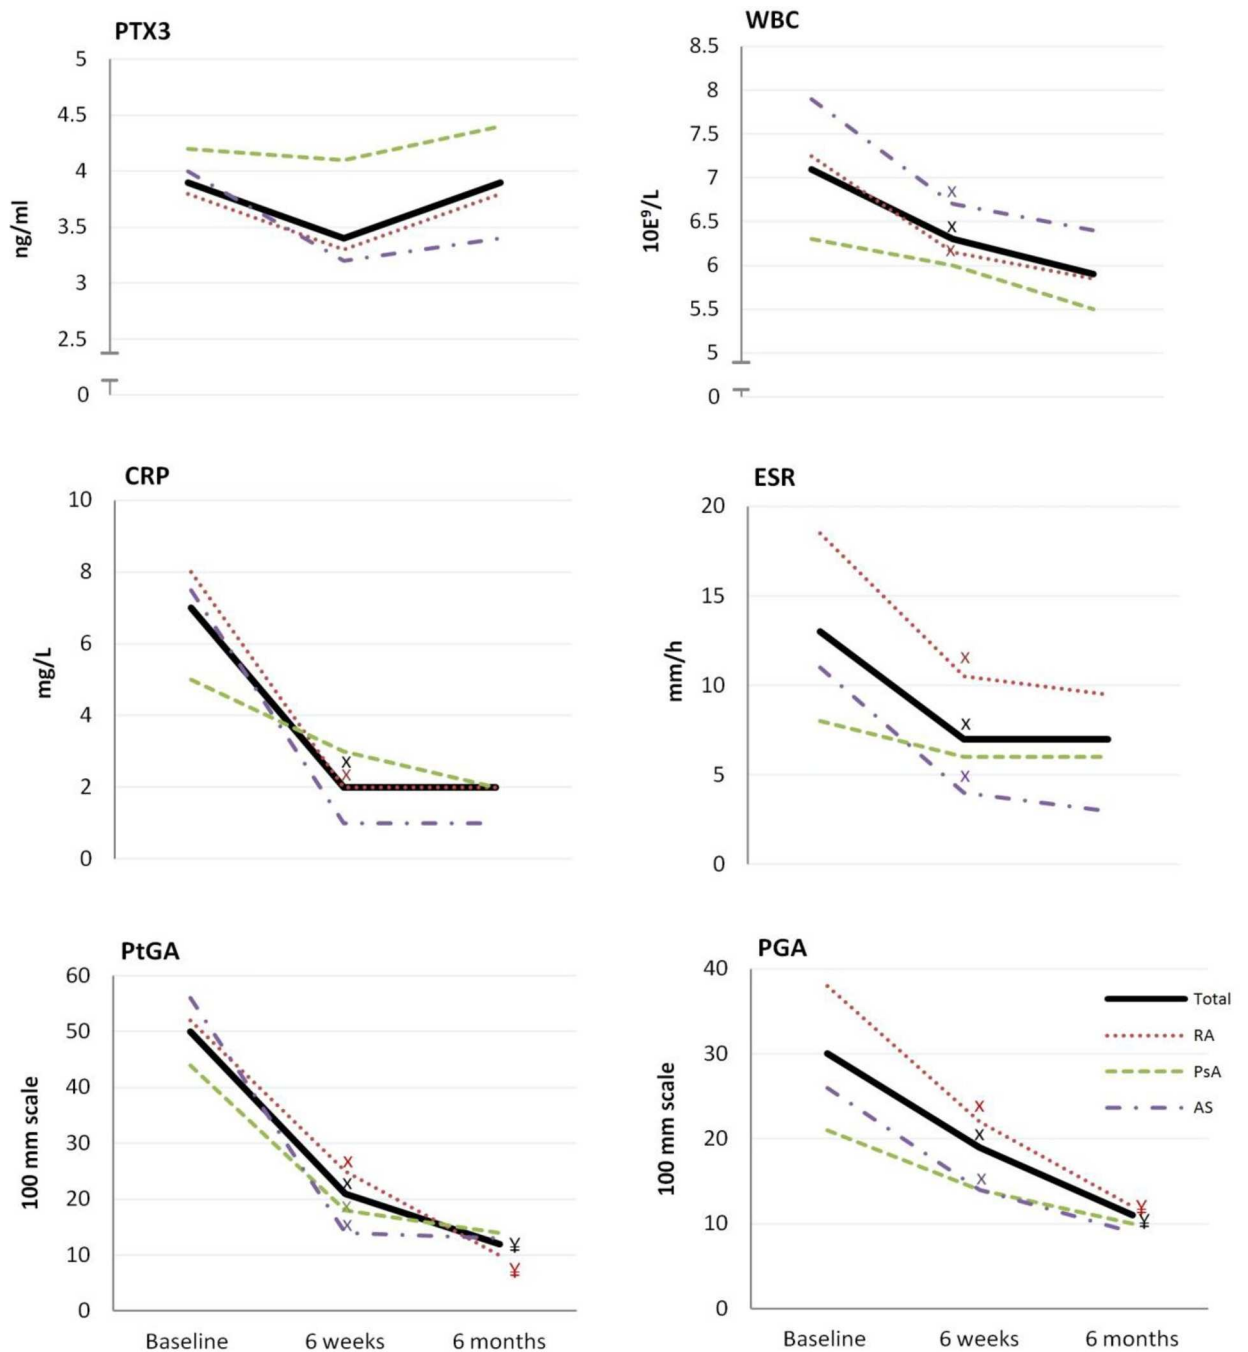 PTX3
5
4.5
4
3.5
3
2.5
0
ng/ml
WBC
8.5
8
7.5
7
6.5
6
5.5
5
0
10E⁹/L
x
x
x
CRP
10
8
6
4
2
0
mg/L
x
x
ESR
20
15
10
5
0
mm/h
x
x
x
PtGA
60
50
40
30
20
10
0
100 mm scale
x
x
x
x
¥
¥
Baseline 6 weeks 6 months
PGA
40
30
20
10
0
100 mm scale
x
x
x
¥
¥
Total
RA
PsA
AS
Baseline 6 weeks 6 months